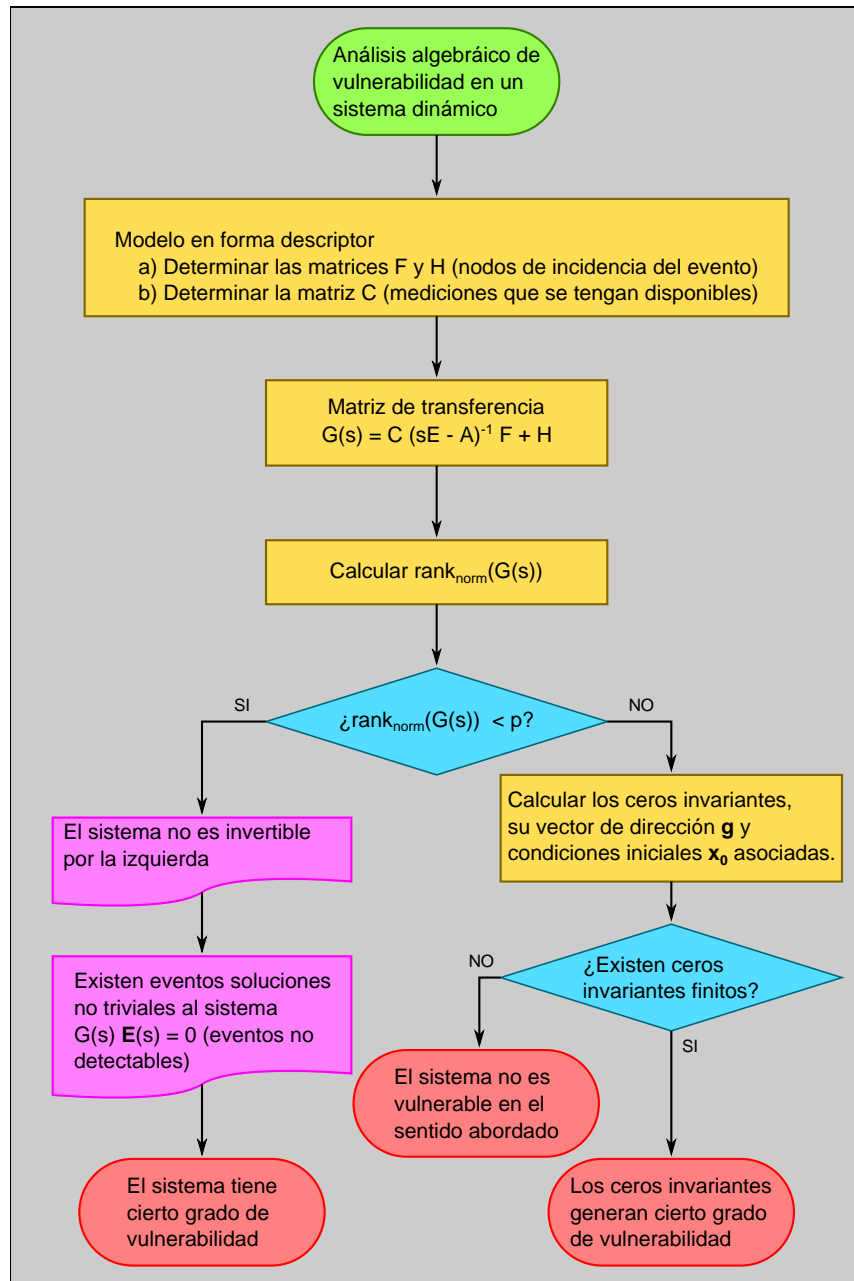 Análisis algebráico de
vulnerabilidad en un
sistema dinámico
Modelo en forma descriptor
a) Determinar las matrices F y H (nodos de incidencia del evento)
b) Determinar la matriz C (mediciones que se tengan disponibles)
Matriz de transferencia
G(s) = C (sE - A)⁻¹ F + H
Calcular rankₙₒᵣₘ(G(s))
¿rankₙₒᵣₘ(G(s)) < p?
SI
NO
El sistema no es invertible
por la izquierda
Existen eventos soluciones
no triviales al sistema
G(s) E(s) = 0 (eventos no
detectables)
El sistema tiene
cierto grado de
vulnerabilidad
Calcular los ceros invariantes,
su vector de dirección g y
condiciones iniciales x₀ asociadas.
¿Existen ceros
invariantes finitos?
NO
SI
El sistema no es
vulnerable en el
sentido abordado
Los ceros invariantes
generan cierto grado
de vulnerabilidad